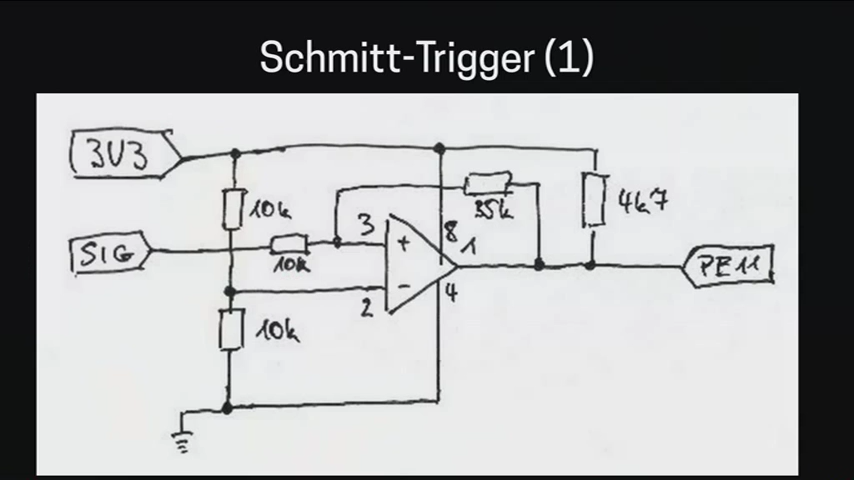 Schmitt-Trigger (1)
3V3
10k
35k
4k7
SIG
10k
3
+
8
1
PE11
-
2
4
10k